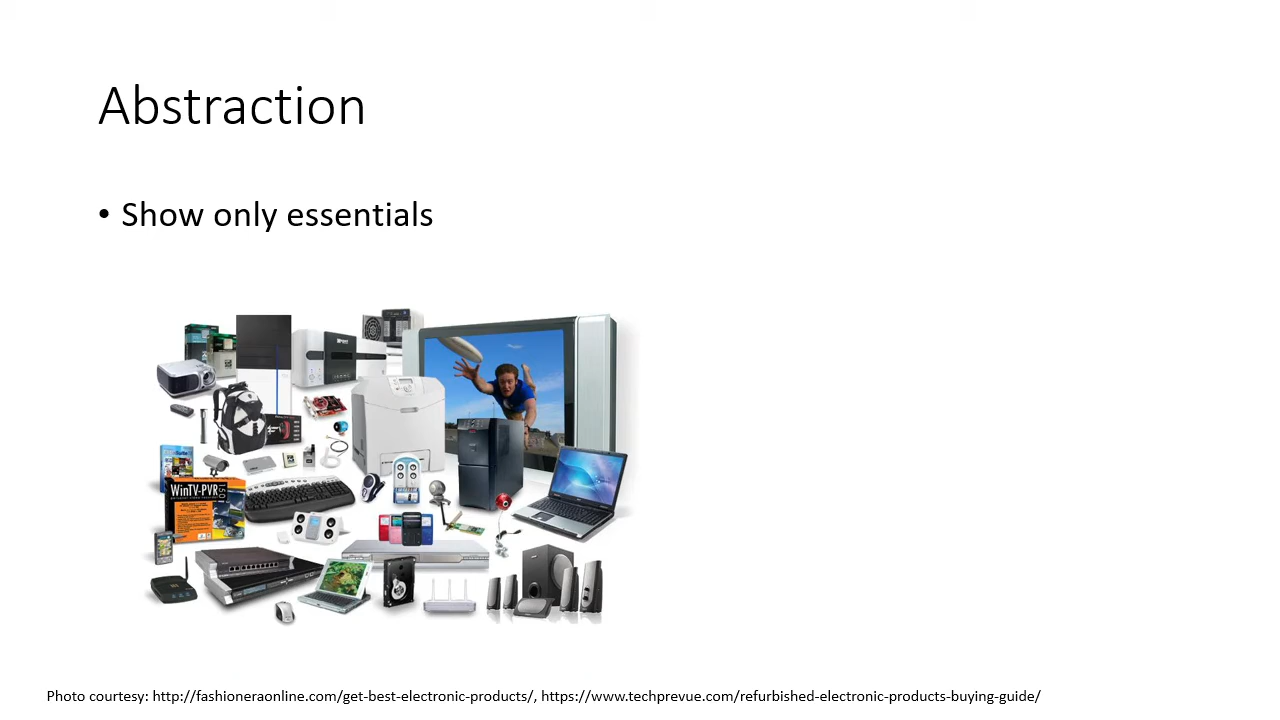 Abstraction
• Show only essentials
WinTV-PVR
Photo courtesy: http://fashioneraonline.com/get-best-electronic-products/, https://www.techprevue.com/refurbished-electronic-products-buying-guide/